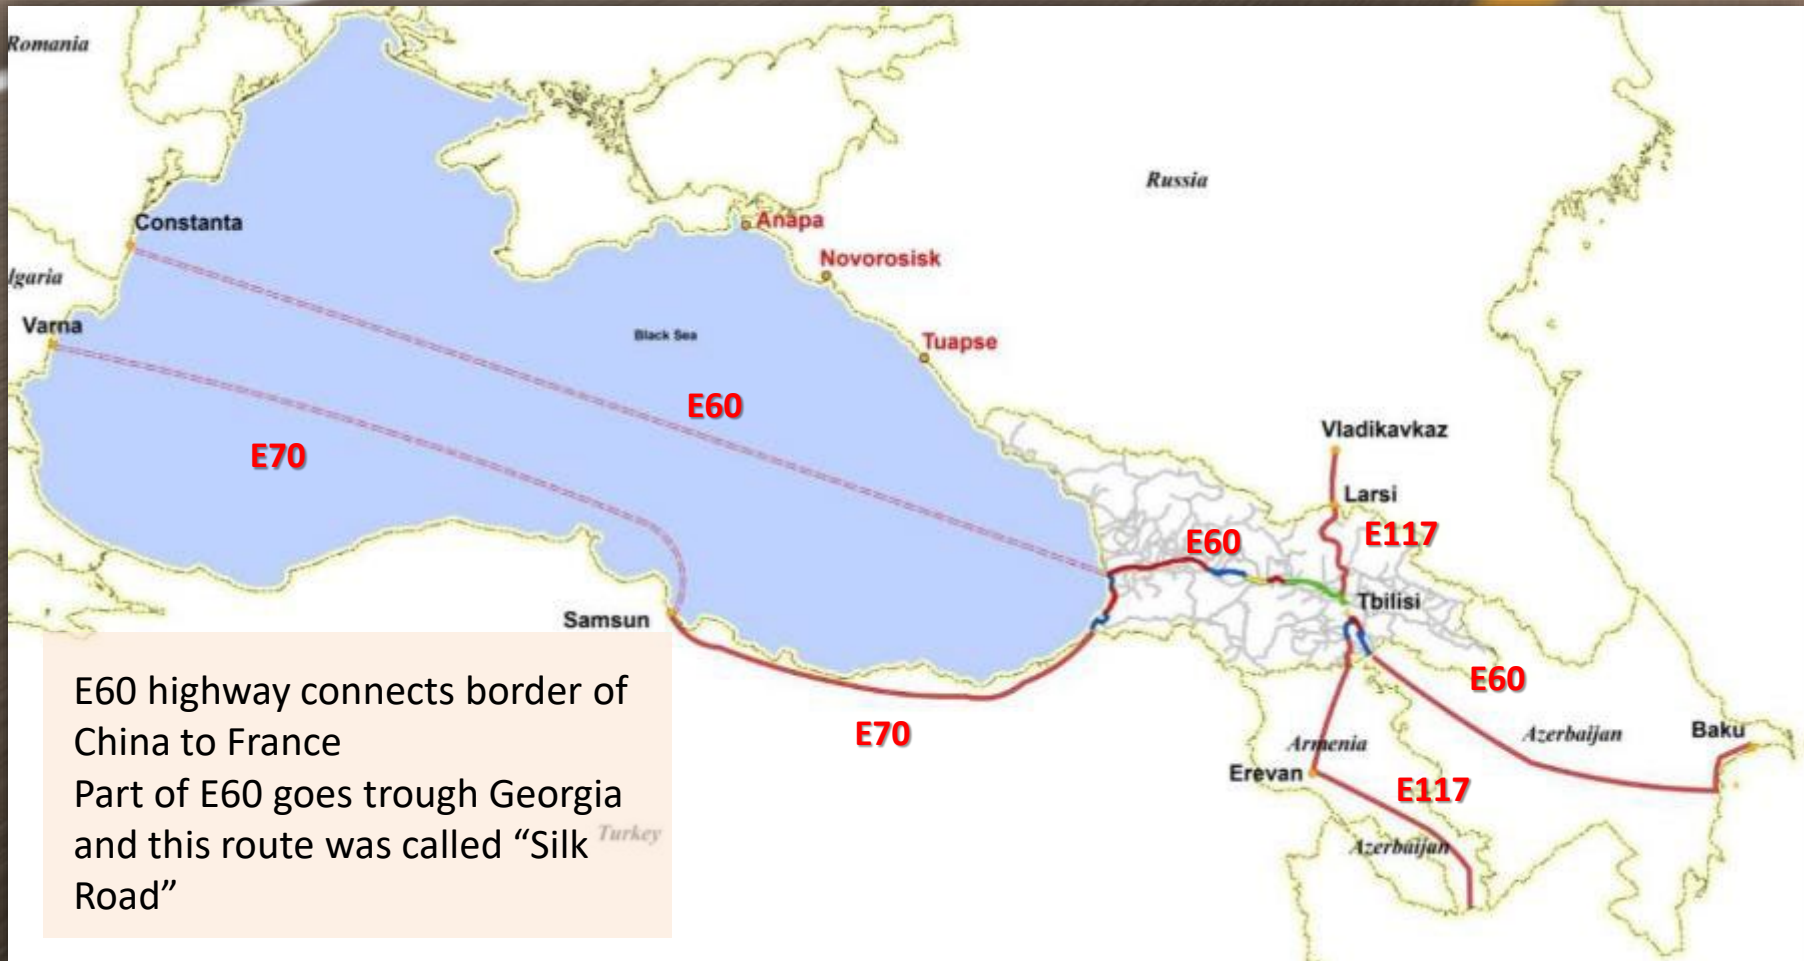 Romania
Constanta
lgaria
Varna
Anapa
Novorosisk
Tuapse
Russia
Black Sea
E60
E70
Vladikavkaz
Larsi
E117
E60
Tbilisi
Samsun
E60
E70
Azerbaijan
Baku
Armenia
Erevan
E117
Azerbaijan
Turkey
E60 highway connects border of
China to France
Part of E60 goes trough Georgia
and this route was called “Silk
Road”